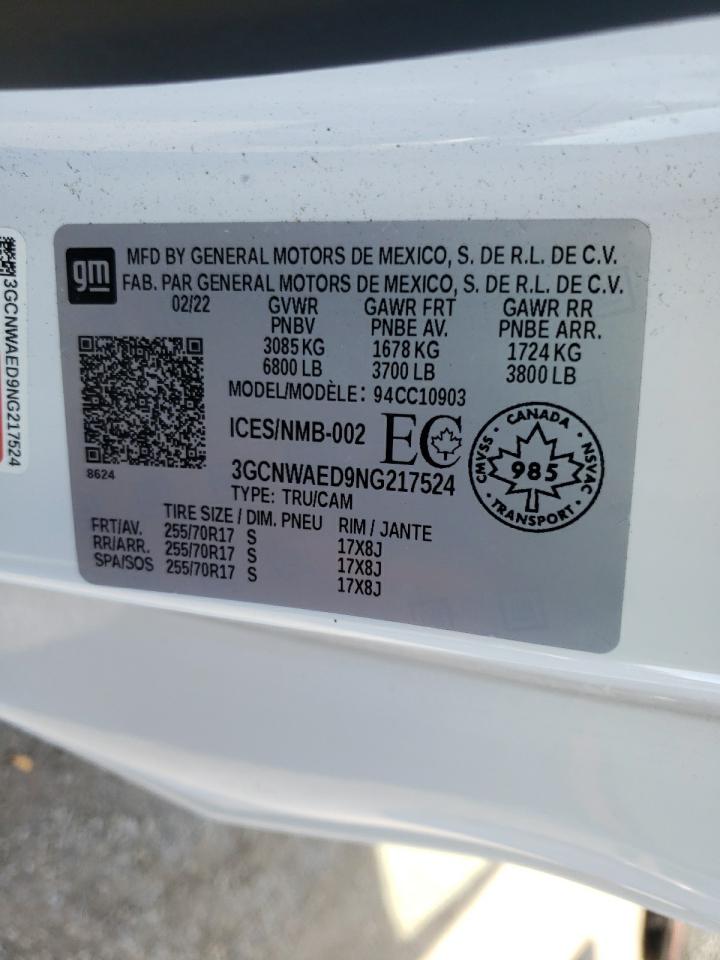 gm
MFD BY GENERAL MOTORS DE MEXICO, S. DE R.L. DE C.V.
FAB. PAR GENERAL MOTORS DE MEXICO, S. DE R.L. DE C.V.
02/22 GVWR GAWR FRT GAWR RR
PNBV PNBE AV. PNBE ARR.
3085 KG 1678 KG 1724 KG
6800 LB 3700 LB 3800 LB
MODEL/MODÈLE: 94CC10903
ICES/NMB-002 EC
CANADA
CMVSS 985 NSVAC
TRANSPORT
8624
3GCNWAED9NG217524
TYPE: TRU/CAM
TIRE SIZE / DIM. PNEU RIM / JANTE
FRT/AV. 255/70R17 S 17X8J
RR/ARR. 255/70R17 S 17X8J
SPA/SOS 255/70R17 S 17X8J
3GCNWAED9NG217524